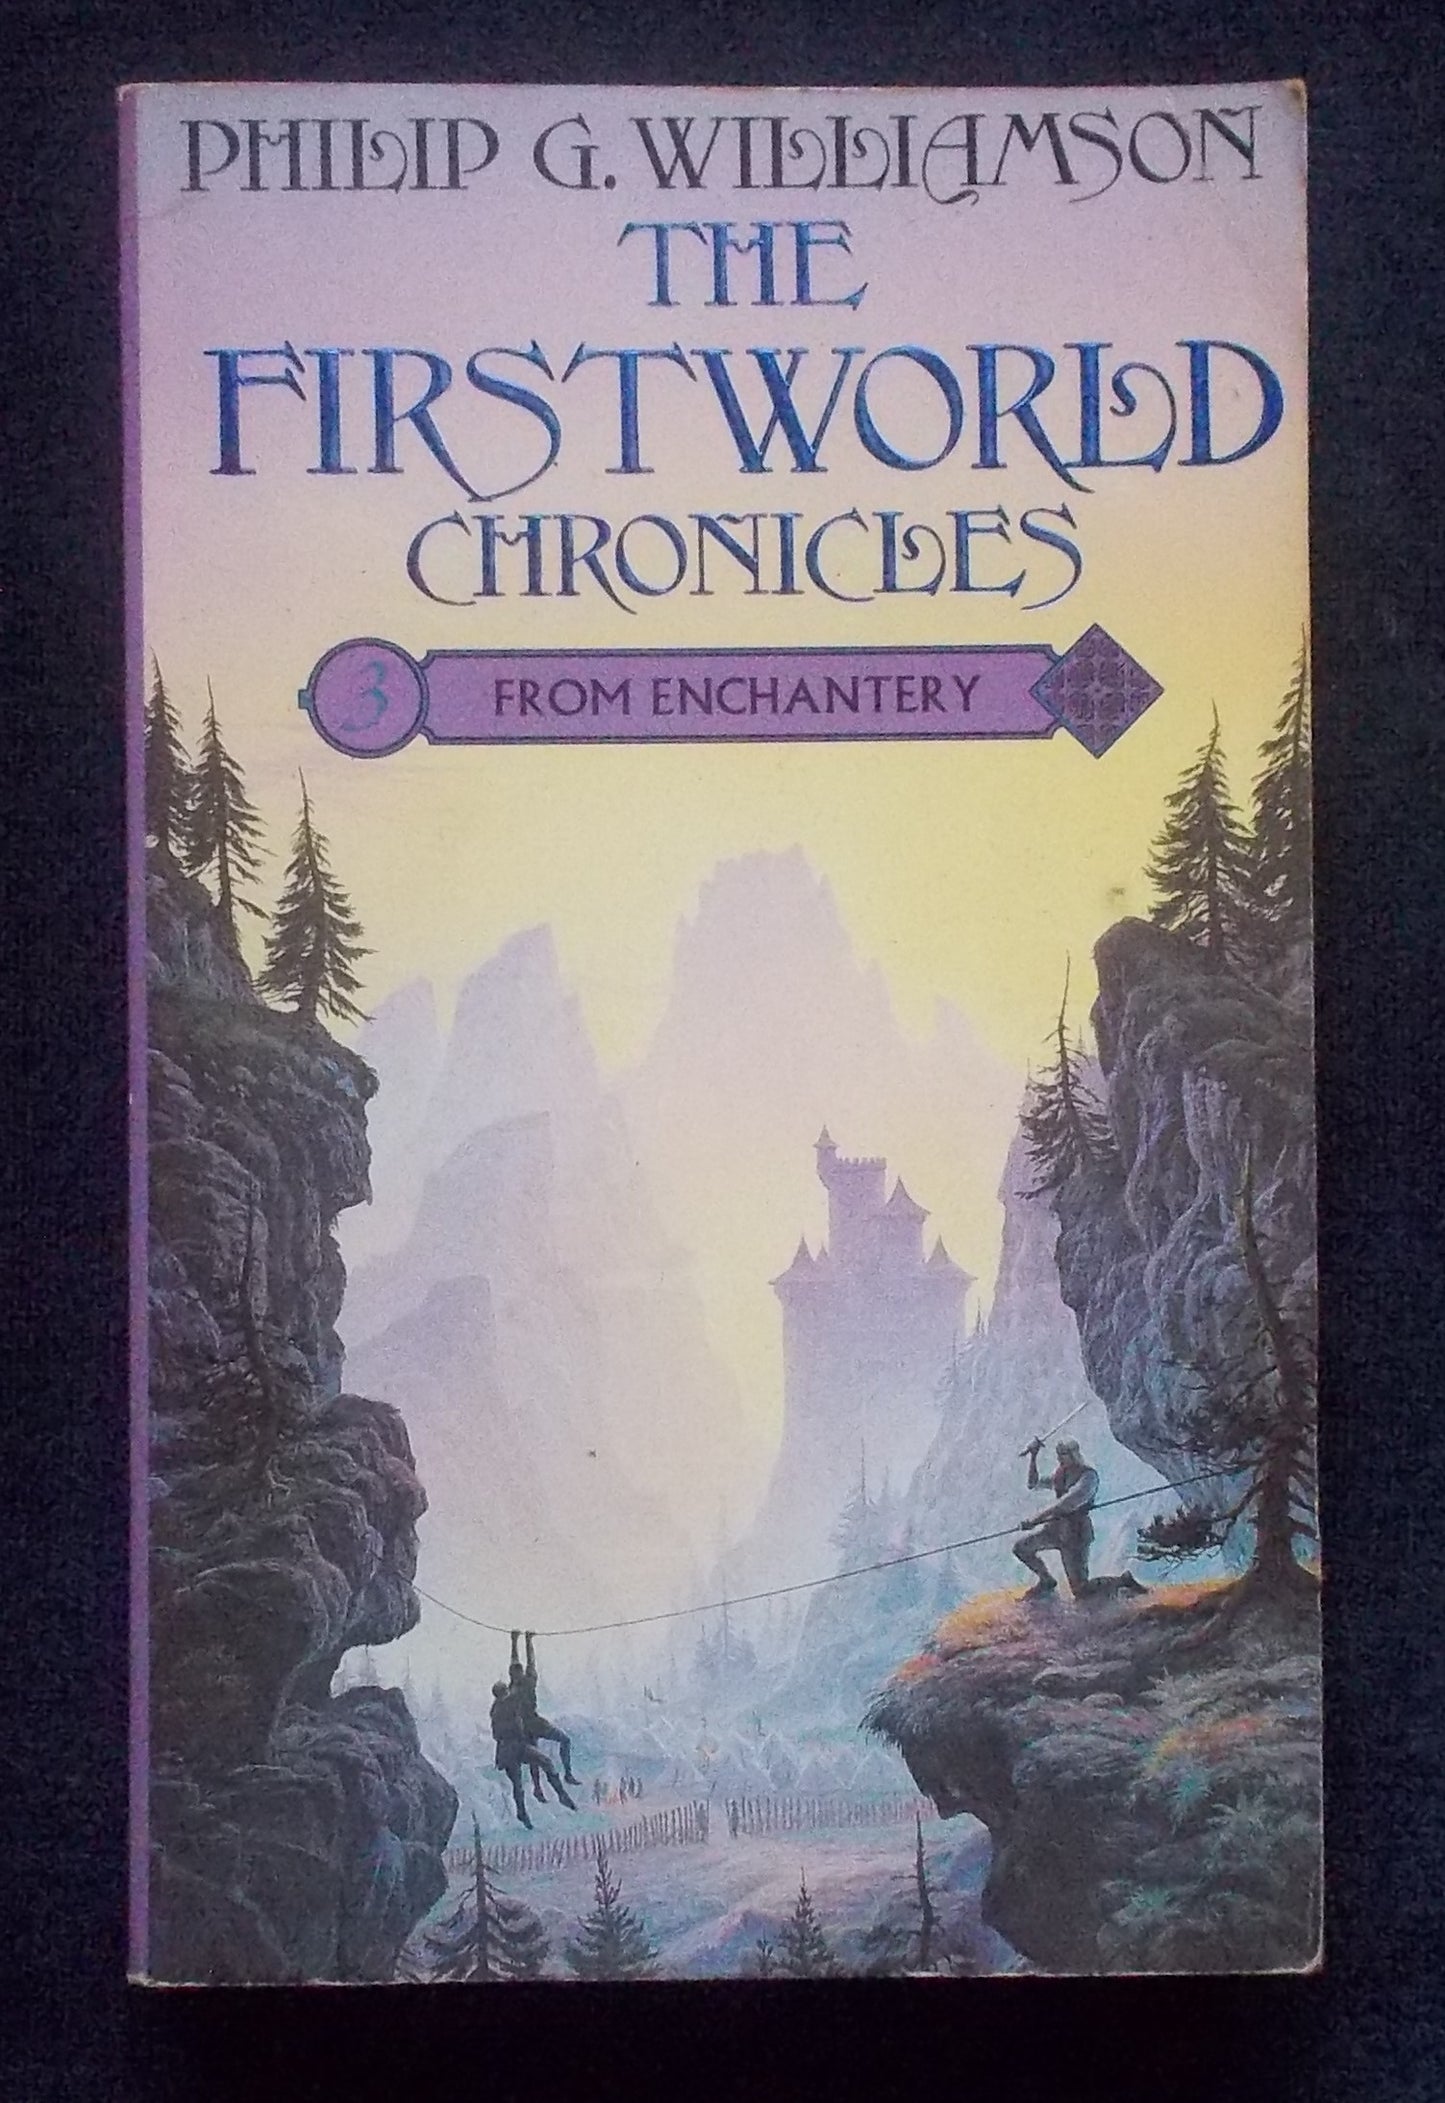 PHILIP G. WILLIAMSON
THE
FIRSTWORLD
CHRONICLES
3 FROM ENCHANTERY